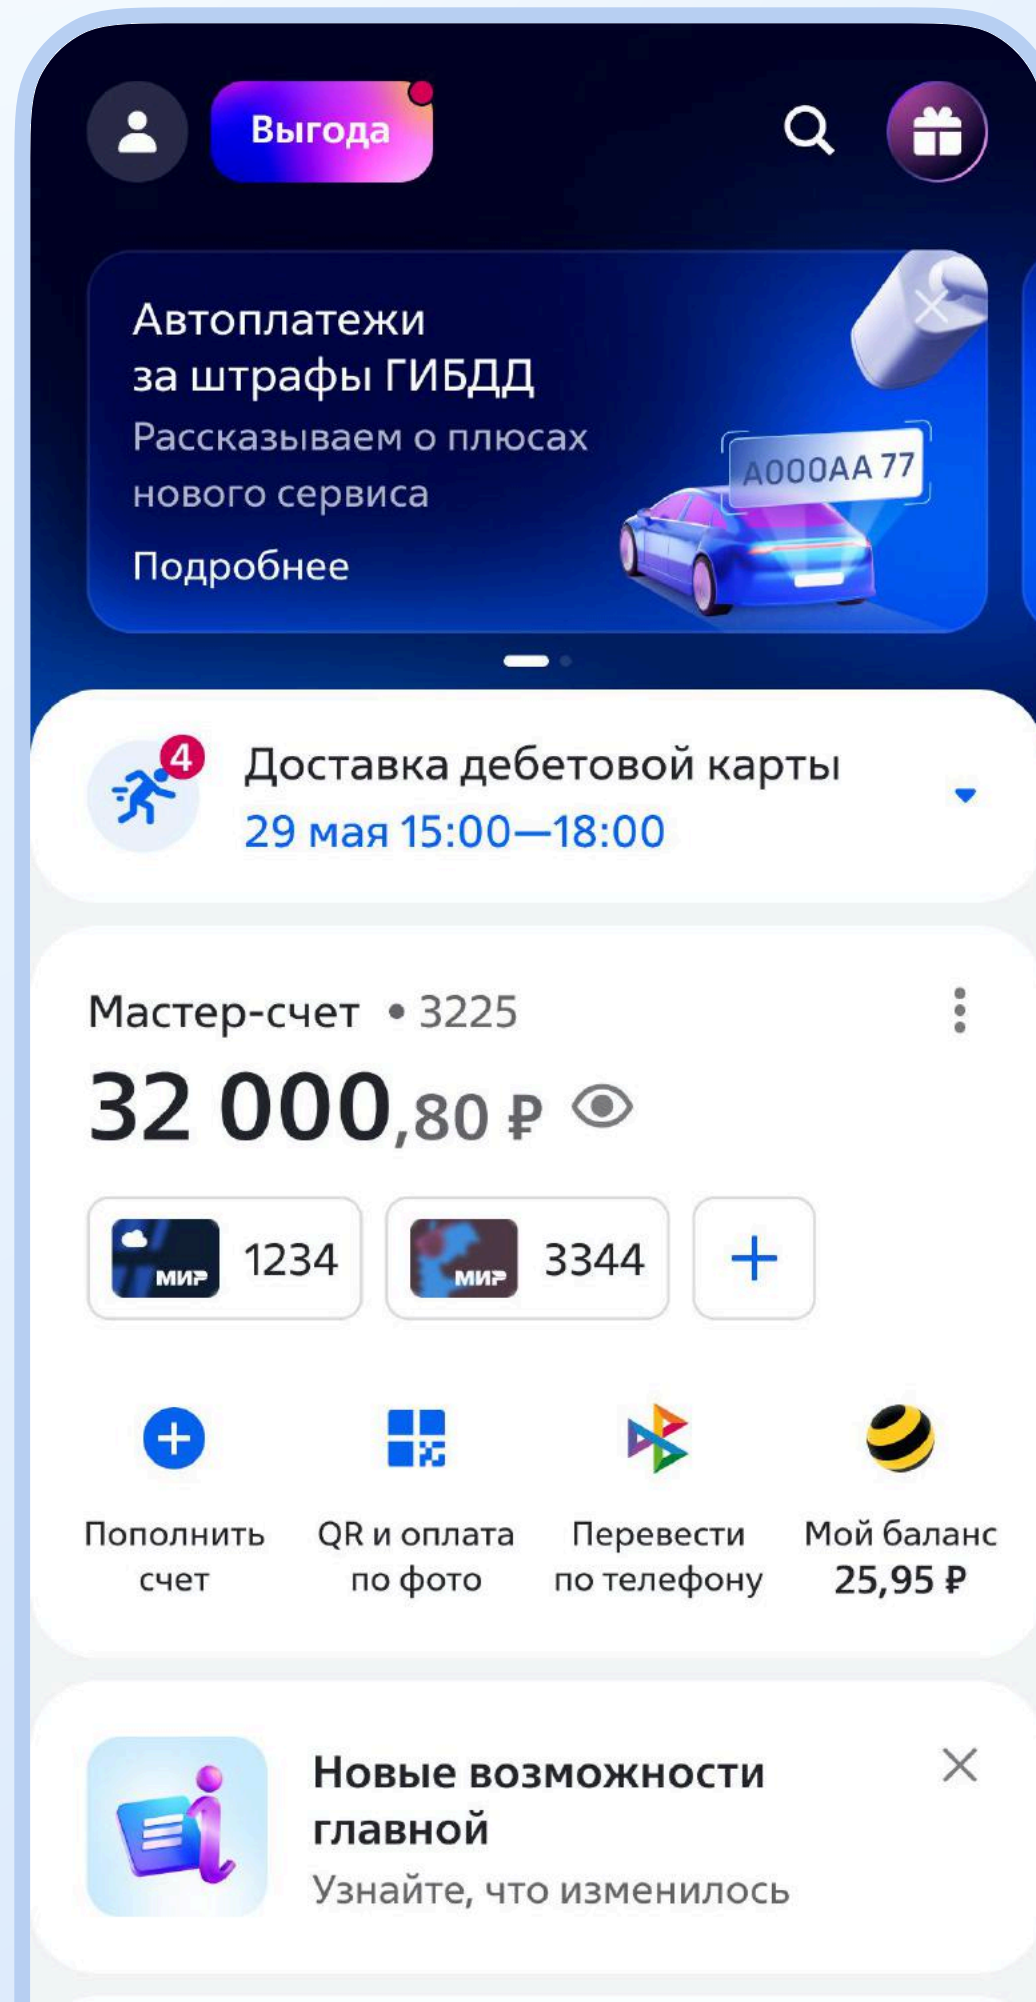 Выгода
Автоплатежи
за штрафы ГИБДД
Рассказываем о плюсах
нового сервиса
Подробнее
А000АА 77
4
Доставка дебетовой карты
29 мая 15:00—18:00
Мастер-счет • 3225
32 000,80 ₽
МИР 1234
МИР 3344
Пополнить
счет
QR и оплата
по фото
Перевести
по телефону
Мой баланс
25,95 ₽
Новые возможности
главной
Узнайте, что изменилось